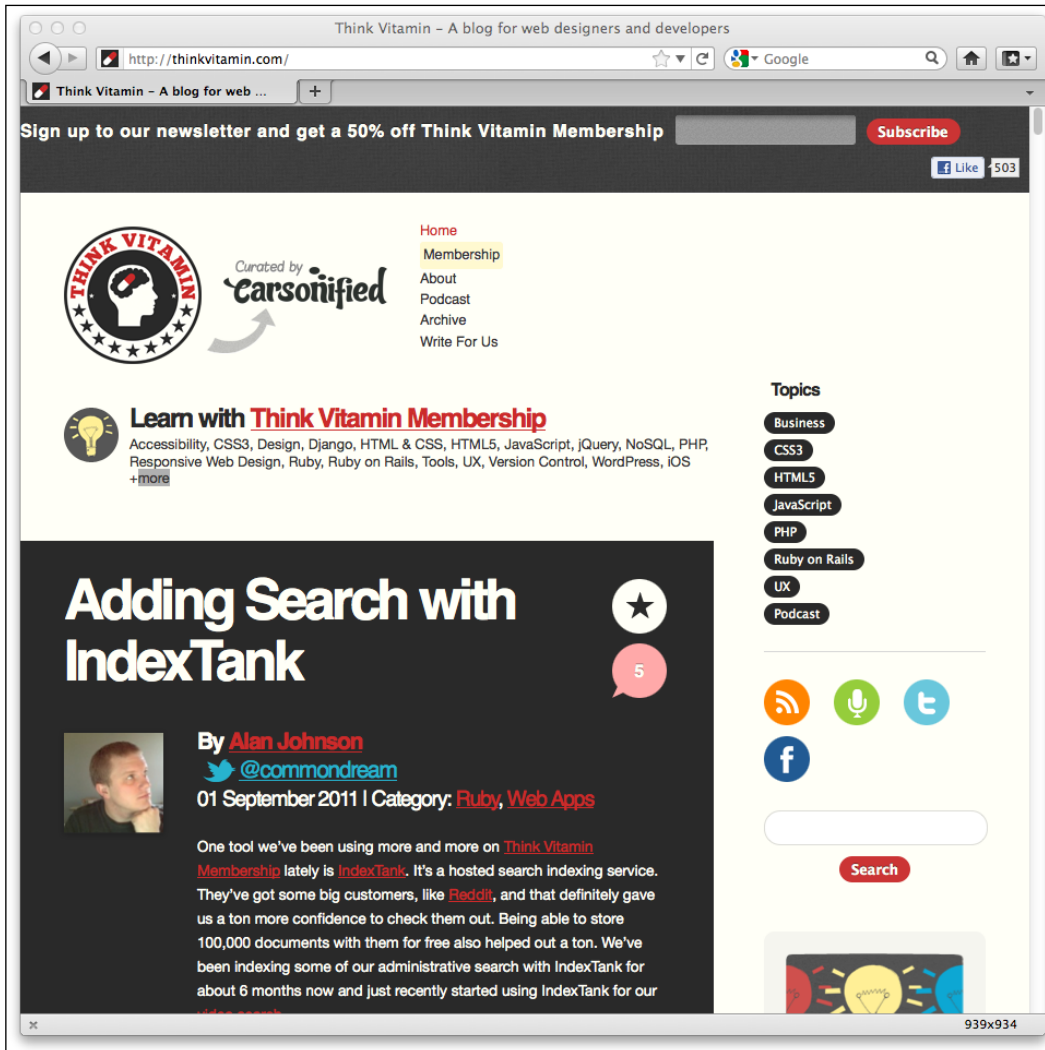 Think Vitamin – A blog for web designers and developers
http://thinkvitamin.com/
Google
Think Vitamin – A blog for web ...
Sign up to our newsletter and get a 50% off Think Vitamin Membership
Subscribe
Like
503
THINK VITAMIN
Curated by
Carsonified
Home
Membership
About
Podcast
Archive
Write For Us
Learn with Think Vitamin Membership
Accessibility, CSS3, Design, Django, HTML & CSS, HTML5, JavaScript, jQuery, NoSQL, PHP,
Responsive Web Design, Ruby, Ruby on Rails, Tools, UX, Version Control, WordPress, iOS
+more
Topics
Business
CSS3
HTML5
JavaScript
PHP
Ruby on Rails
UX
Podcast
Search
Adding Search with
IndexTank
5
By Alan Johnson
@commondream
01 September 2011 | Category: Ruby, Web Apps
One tool we've been using more and more on Think Vitamin
Membership lately is IndexTank. It's a hosted search indexing service.
They've got some big customers, like Reddit, and that definitely gave
us a ton more confidence to check them out. Being able to store
100,000 documents with them for free also helped out a ton. We've
been indexing some of our administrative search with IndexTank for
about 6 months now and just recently started using IndexTank for our
video search
939x934